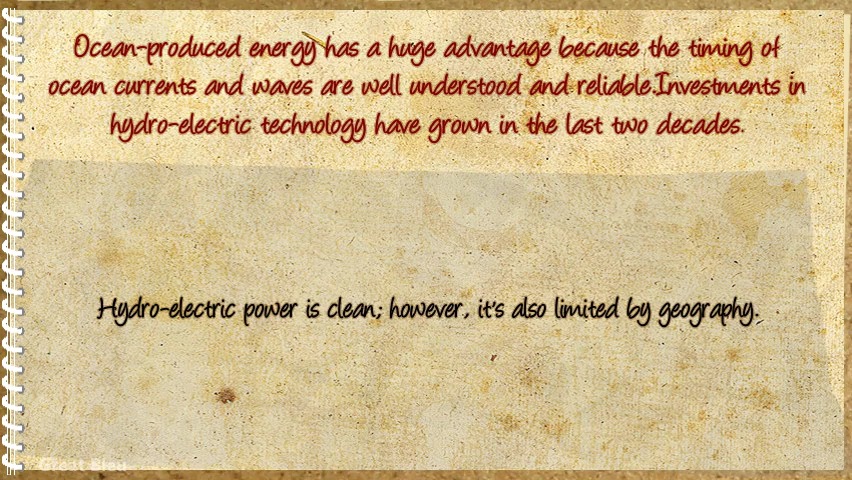 Ocean-produced energy has a huge advantage because the timing of
ocean currents and waves are well understood and reliable.Investments in
hydro-electric technology have grown in the last two decades.
Hydro-electric power is clean; however, it's also limited by geography.